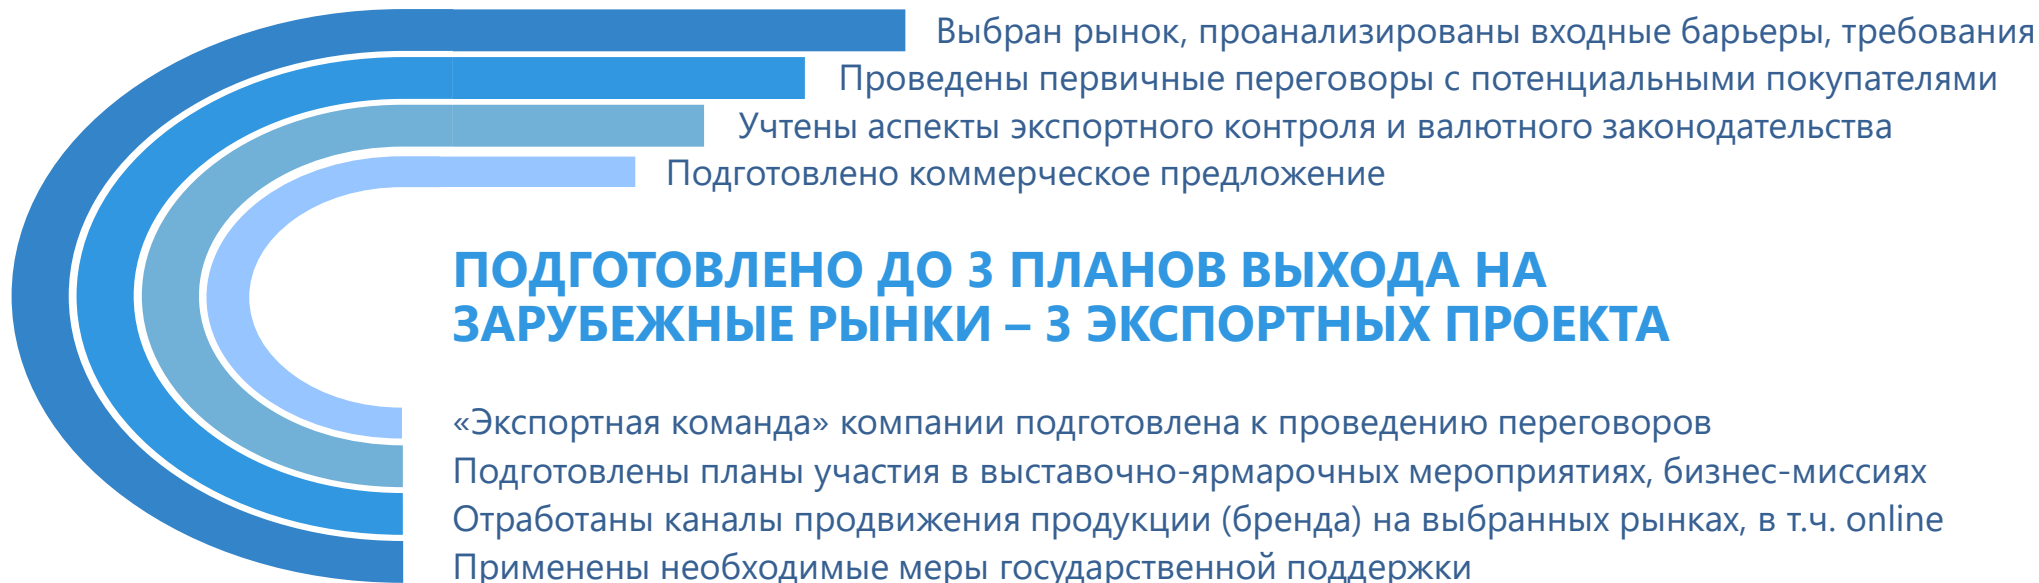 Выбран рынок, проанализированы входные барьеры, требования
Проведены первичные переговоры с потенциальными покупателями
Учтены аспекты экспортного контроля и валютного законодательства
Подготовлено коммерческое предложение
ПОДГОТОВЛЕНО ДО 3 ПЛАНОВ ВЫХОДА НА
ЗАРУБЕЖНЫЕ РЫНКИ – 3 ЭКСПОРТНЫХ ПРОЕКТА
«Экспортная команда» компании подготовлена к проведению переговоров
Подготовлены планы участия в выставочно-ярмарочных мероприятиях, бизнес-миссиях
Отработаны каналы продвижения продукции (бренда) на выбранных рынках, в т.ч. online
Применены необходимые меры государственной поддержки